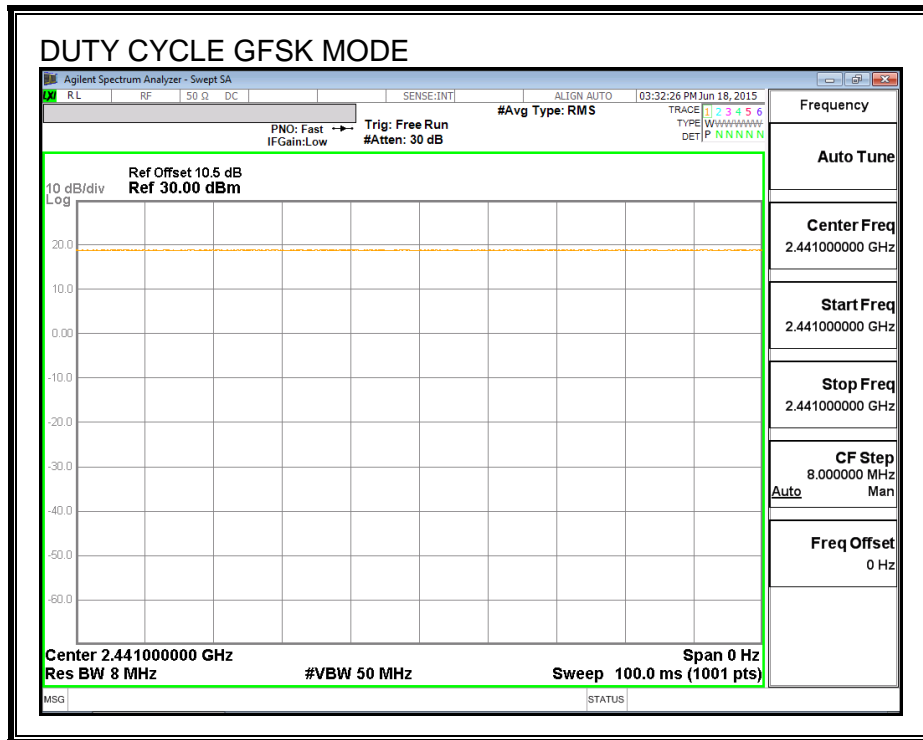 DUTY CYCLE GFSK MODE
Agilent Spectrum Analyzer - Swept SA
LXI RL RF 50 Ω DC SENSE:INT ALIGN AUTO 03:32:26 PM Jun 18, 2015
#Avg Type: RMS TRACE 1 2 3 4 5 6
TYPE WWWWWW
DET P N N N N N
PNO: Fast Trig: Free Run
IFGain:Low #Atten: 30 dB
Ref Offset 10.5 dB
10 dB/div Ref 30.00 dBm
Log
20.0
10.0
0.00
-10.0
-20.0
-30.0
-40.0
-50.0
-60.0
Center 2.441000000 GHz Span 0 Hz
Res BW 8 MHz #VBW 50 MHz Sweep 100.0 ms (1001 pts)
MSG STATUS
Frequency
Auto Tune
Center Freq
2.441000000 GHz
Start Freq
2.441000000 GHz
Stop Freq
2.441000000 GHz
CF Step
8.000000 MHz
Auto Man
Freq Offset
0 Hz